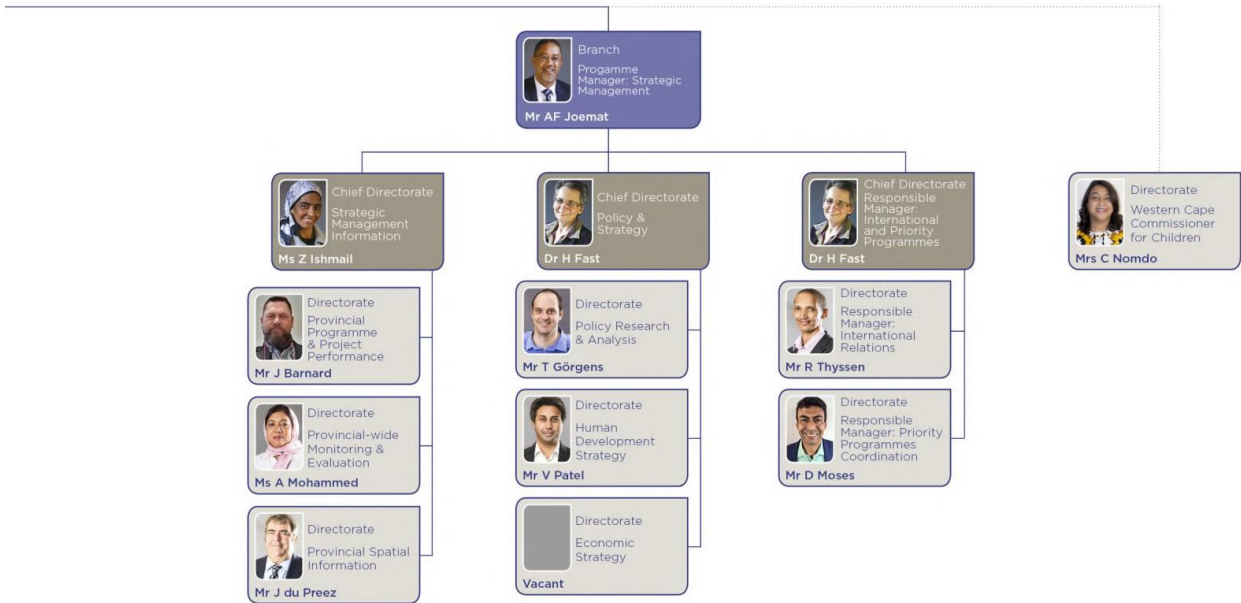 Branch
Progamme
Manager: Strategic
Management
Mr AF Joemat
Chief Directorate
Strategic
Management
Information
Ms Z Ishmail
Chief Directorate
Policy &
Strategy
Dr H Fast
Chief Directorate
Responsible
Manager:
International
and Priority
Programmes
Dr H Fast
Directorate
Western Cape
Commissioner
for Children
Mrs C Nomdo
Directorate
Provincial
Programme
& Project
Performance
Mr J Barnard
Directorate
Policy Research
& Analysis
Mr T Görgens
Directorate
Responsible
Manager:
International
Relations
Mr R Thyssen
Directorate
Provincial-wide
Monitoring &
Evaluation
Ms A Mohammed
Directorate
Human
Development
Strategy
Mr V Patel
Directorate
Responsible
Manager: Priority
Programmes
Coordination
Mr D Moses
Directorate
Provincial Spatial
Information
Mr J du Preez
Directorate
Economic
Strategy
Vacant